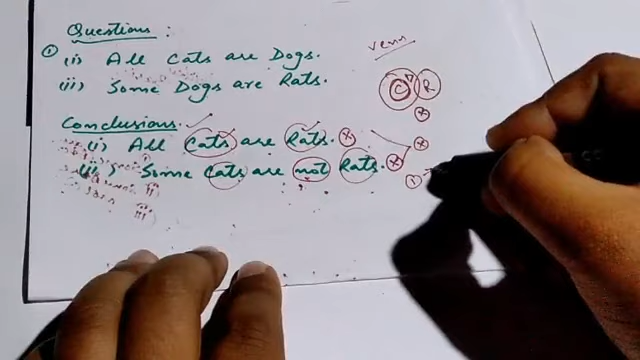 Questions :
① (i) All Cats are Dogs.
(ii) Some Dogs are Rats.
Venn
C D R
x
Conclusions.
(i) All Cats are Rats. x
x
(ii) Some Cats are not Rats. x
①